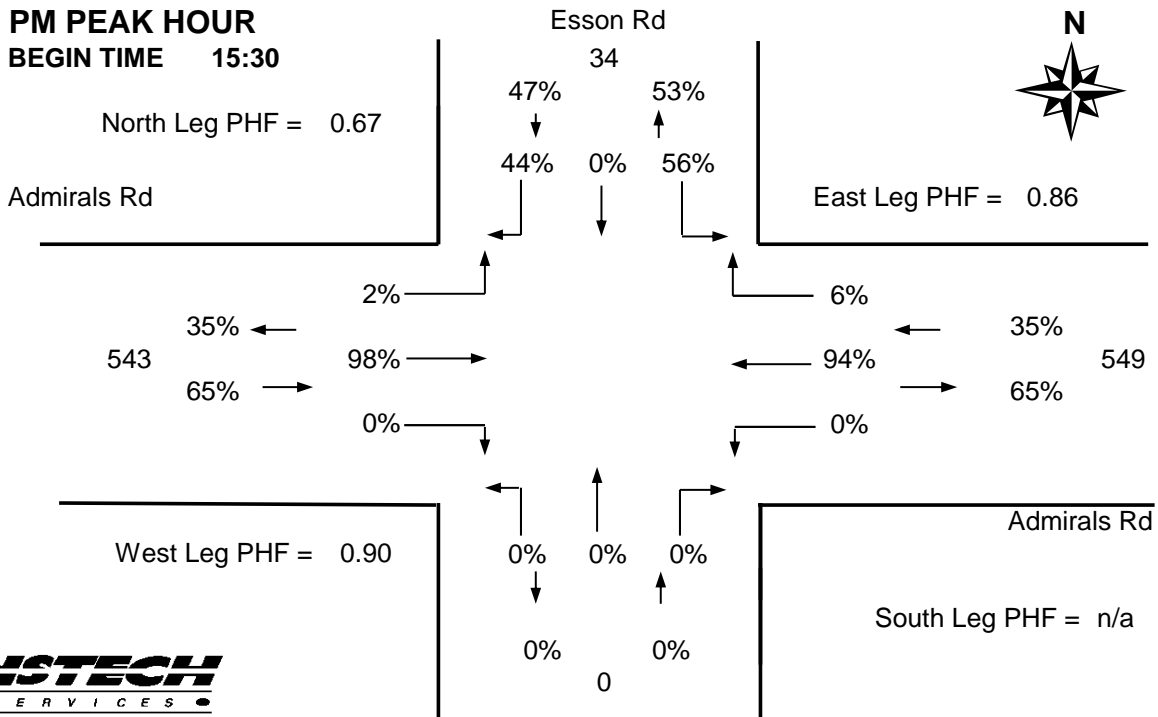 PM PEAK HOUR
Esson Rd
N
BEGIN TIME 15:30
34
47% 53%
North Leg PHF = 0.67
44% 0% 56%
Admirals Rd
East Leg PHF = 0.86
2% 6%
35% 35%
543 98% 94% 549
65% 65%
0% 0%
Admirals Rd
West Leg PHF = 0.90
0% 0% 0%
South Leg PHF = n/a
0% 0%
0
STECH
E R V I C E S